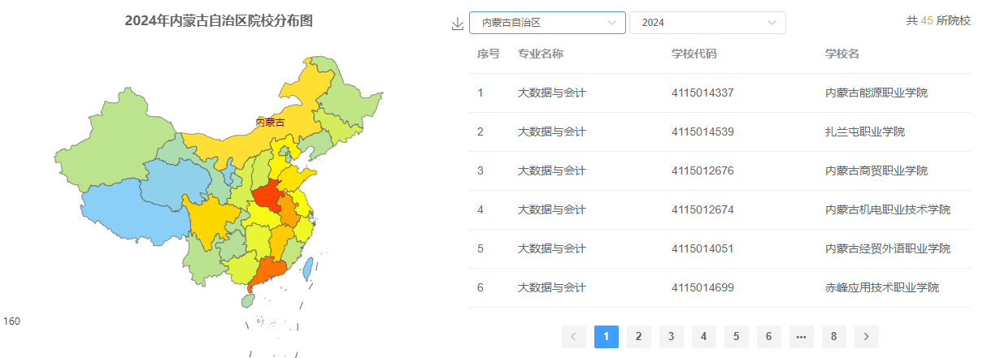 2024年内蒙古自治区院校分布图
内蒙古
160
内蒙古自治区 2024 共 45 所院校
序号 专业名称 学校代码 学校名
1 大数据与会计 4115014337 内蒙古能源职业学院
2 大数据与会计 4115014539 扎兰屯职业学院
3 大数据与会计 4115012676 内蒙古商贸职业学院
4 大数据与会计 4115012674 内蒙古机电职业技术学院
5 大数据与会计 4115014051 内蒙古经贸外语职业学院
6 大数据与会计 4115014699 赤峰应用技术职业学院
1 2 3 4 5 6 ••• 8